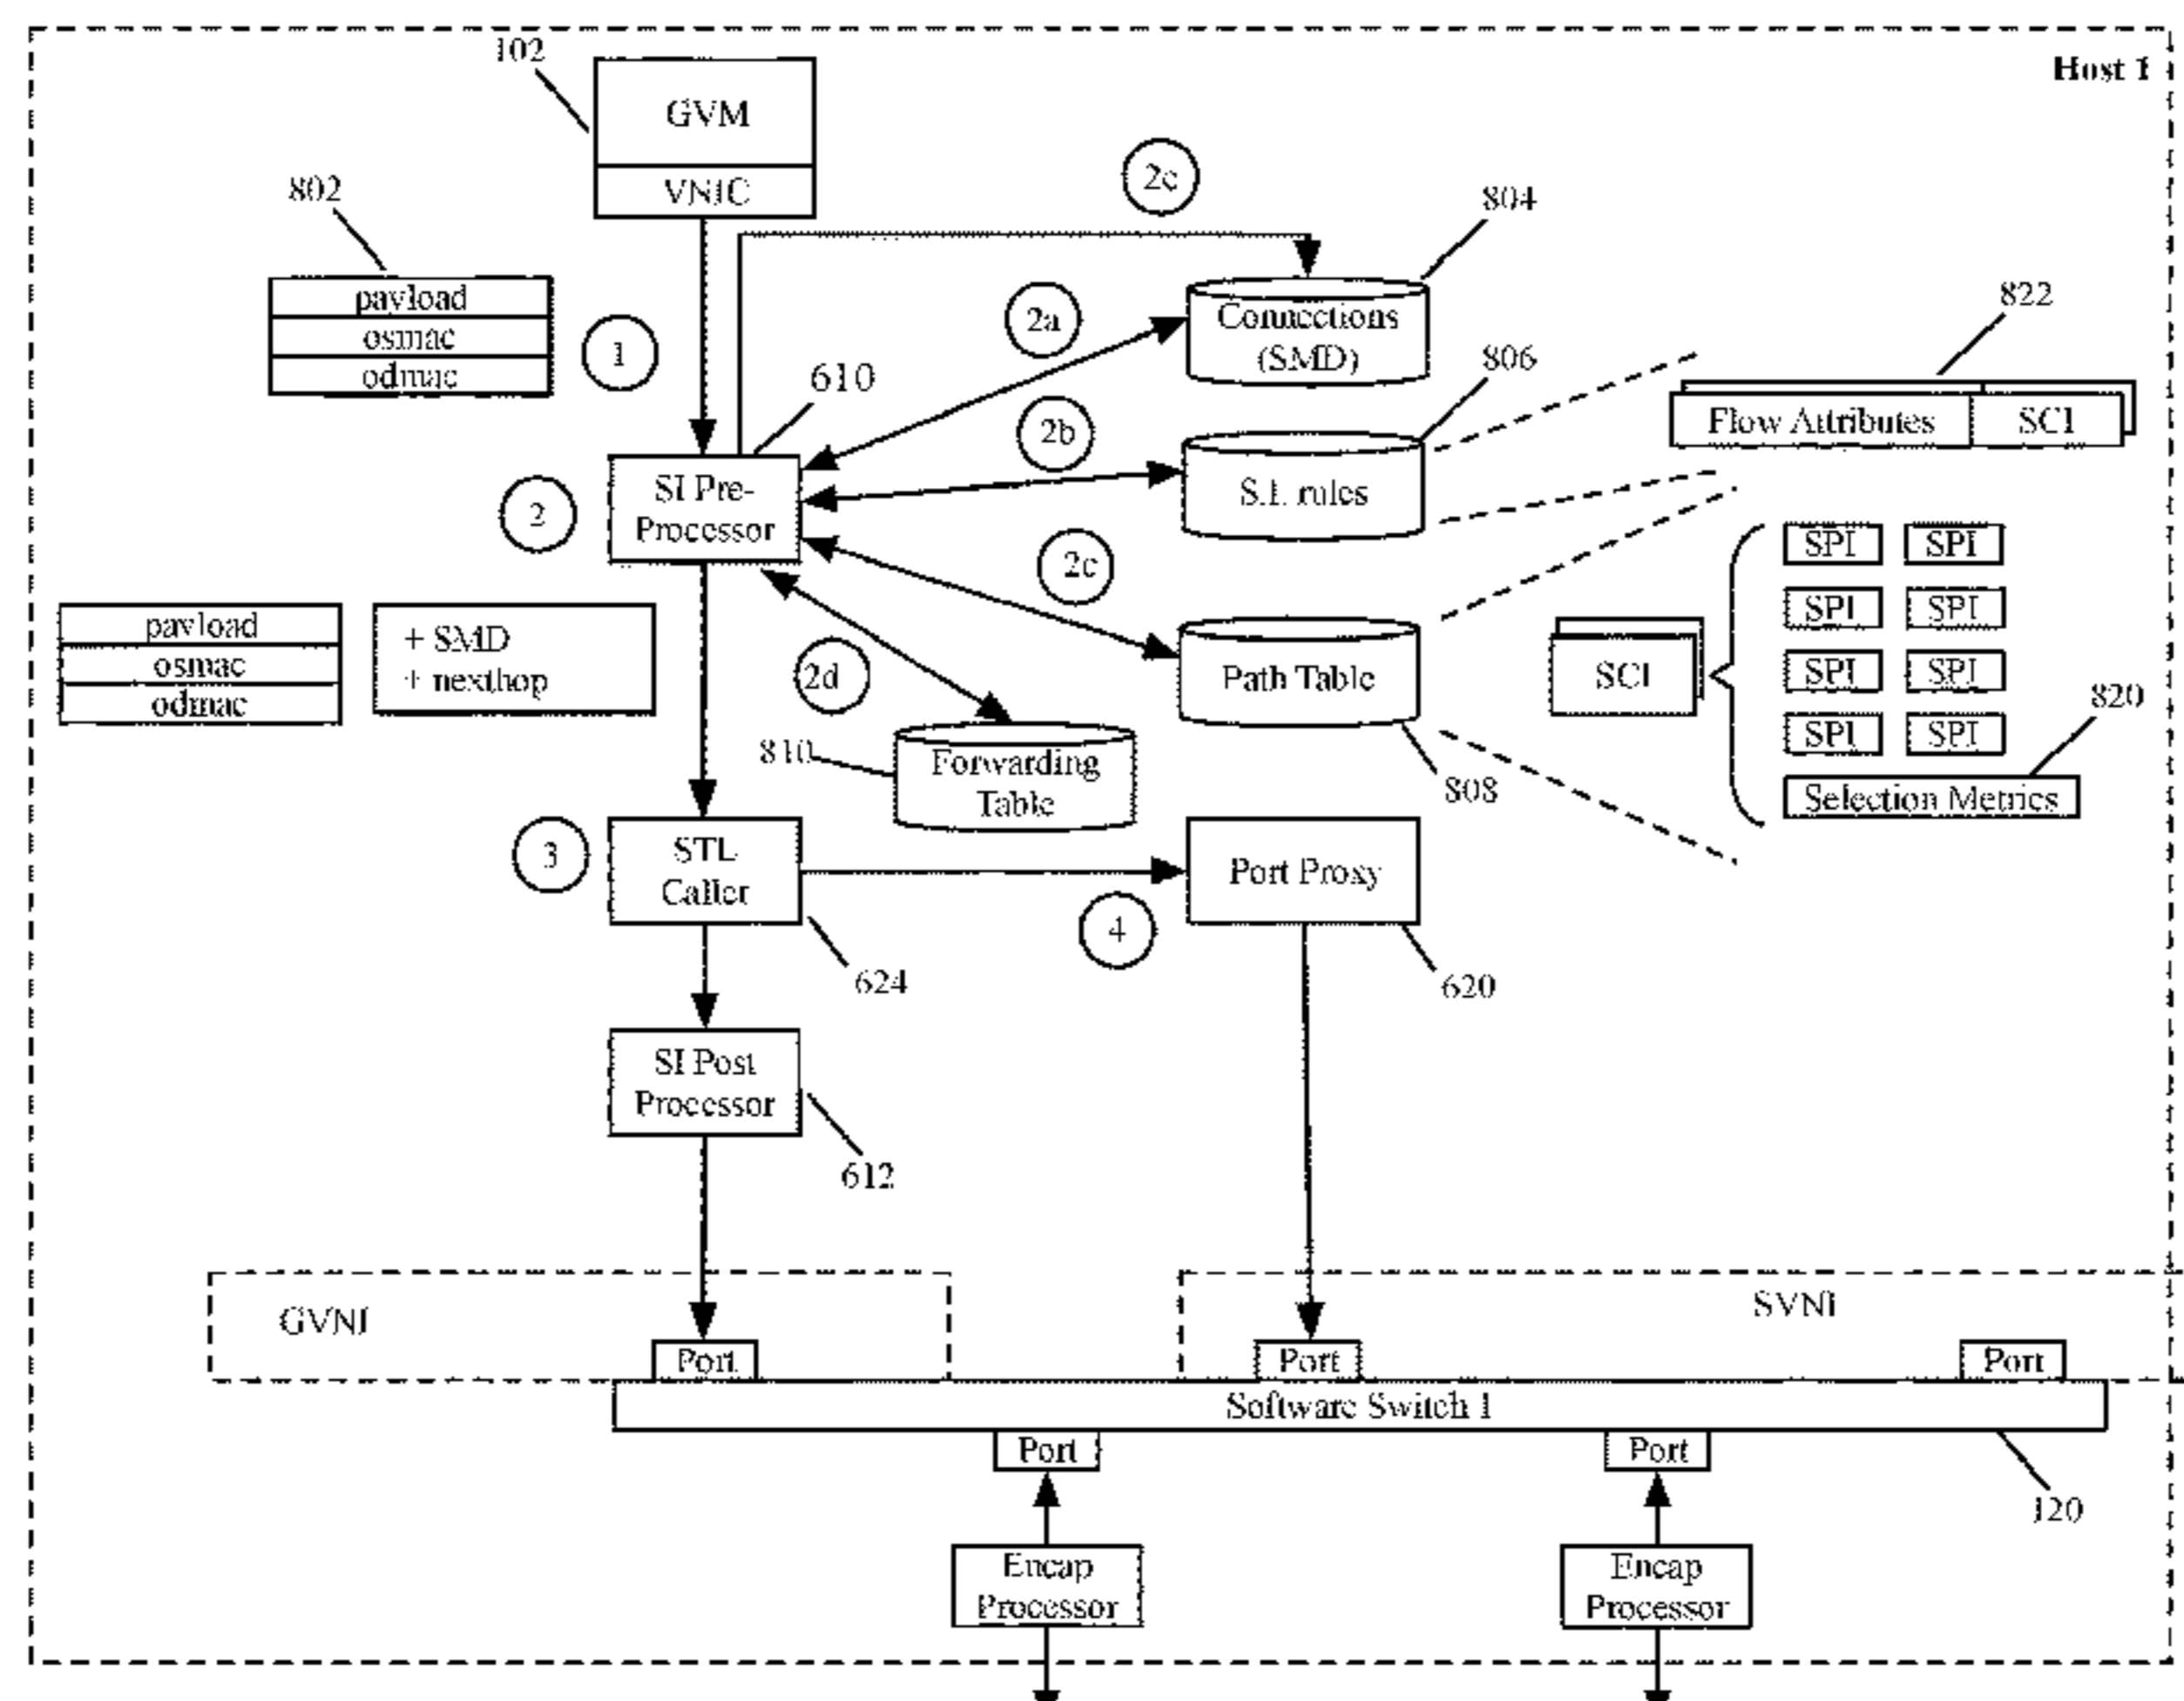 Host 1
102
GVM
VNIC
802
payload
osmac
odmac
1
2c
804
Connections
(SMD)
2a
822
Flow Attributes
SCI
610
806
2b
S.I. rules
2
SI Pre-
Processor
2c
SPI
SPI
SPI
SPI
SPI
SPI
SPI
SPI
SCI
820
Selection Metrics
payload
osmac
odmac
+ SMD
+ nexthop
2d
Path Table
808
810
Forwarding
Table
3
STL
Caller
624
4
Port Proxy
620
SI Post
Processor
612
GVNI
SVNI
Port
Port
Port
Software Switch 1
Port
Port
120
Encap
Processor
Encap
Processor